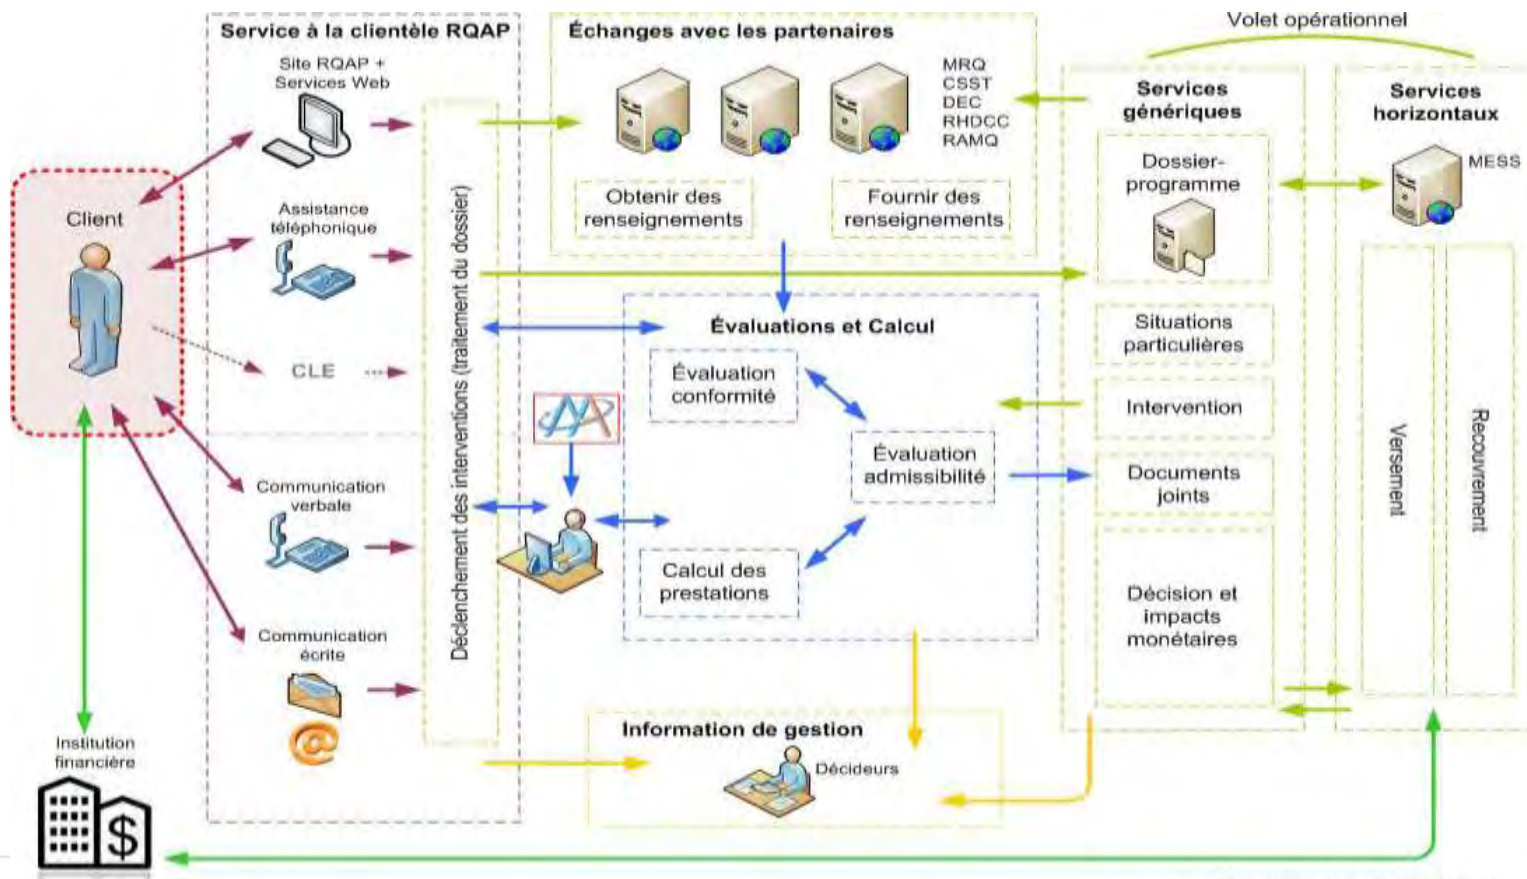 Volet opérationnel
Service à la clientèle RQAP
Site RQAP +
Services Web
Assistance
téléphonique
CLE
Communication
verbale
Communication
écrite
@
Client
Institution
financière
$
Déclenchement des interventions (traitement du dossier)
Échanges avec les partenaires
MRQ
CSST
DEC
RHDCC
RAMQ
Obtenir des
renseignements
Fournir des
renseignements
Évaluations et Calcul
Évaluation
conformité
Évaluation
admissibilité
Calcul des
prestations
Information de gestion
Décideurs
Services
génériques
Dossier-
programme
Situations
particulières
Intervention
Documents
joints
Décision et
impacts
monétaires
Services
horizontaux
MESS
Versement
Recouvrement